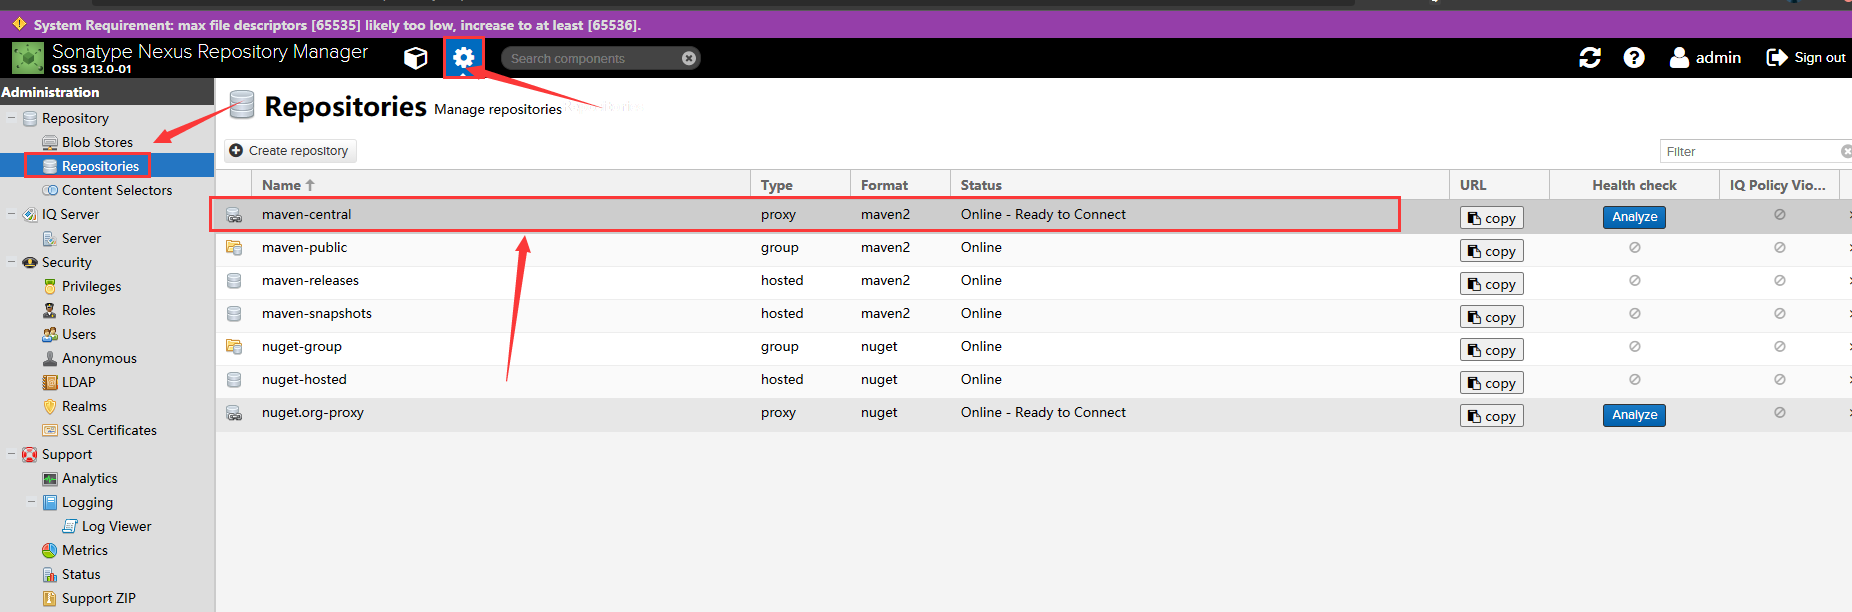 System Requirement: max file descriptors [65535] likely too low, increase to at least [65536].
Sonatype Nexus Repository Manager
OSS 3.13.0-01
Search components
admin
Sign out
Administration
Repository
Blob Stores
Repositories
Content Selectors
IQ Server
Server
Security
Privileges
Roles
Users
Anonymous
LDAP
Realms
SSL Certificates
Support
Analytics
Logging
Log Viewer
Metrics
Status
Support ZIP
Repositories Manage repositories
Create repository
Filter
Name Type Format Status URL Health check IQ Policy Vio...
maven-central proxy maven2 Online - Ready to Connect copy Analyze
maven-public group maven2 Online copy
maven-releases hosted maven2 Online copy
maven-snapshots hosted maven2 Online copy
nuget-group group nuget Online copy
nuget-hosted hosted nuget Online copy
nuget.org-proxy proxy nuget Online - Ready to Connect copy Analyze